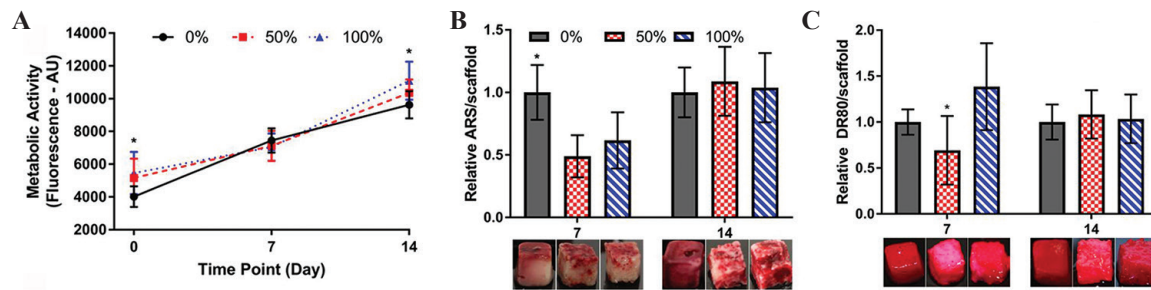 A
0% 50% 100%
Metabolic Activity
(Fluorescence - AU)
14000
12000
10000
8000
6000
4000
2000
*
*
0 7 14
Time Point (Day)
B
0% 50% 100%
Relative ARS/scaffold
1.5
1.0
0.5
0.0
*
7 14
C
Relative DR80/scaffold
2.0
1.5
1.0
0.5
0.0
*
7 14